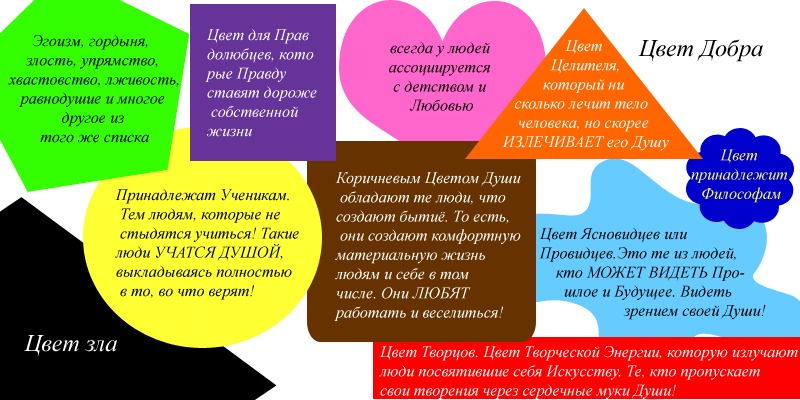 Эгоизм, гордыня,
злость, упрямство,
хвастовство, лживость,
равнодушие и многое
другое из
того же списка
Цвет для Прав
долюбцев, кото
рые Правду
ставят дороже
собственной
жизни
всегда у людей
ассоциируется
с детством и
Любовью
Цвет
Целителя,
который ни
сколько лечит тело
человека, но скорее
ИЗЛЕЧИВАЕТ его Душу
Цвет Добра
Цвет
принадлежит
Философам
Принадлежат Ученикам.
Тем людям, которые не
стыдятся учиться! Такие
люди УЧАТСЯ ДУШОЙ,
выкладываясь полностью
в то, во что верят!
Коричневым Цветом Души
обладают те люди, что
создают бытиё. То есть,
они создают комфортную
материальную жизнь
людям и себе в том
числе. Они ЛЮБЯТ
работать и веселиться!
Цвет Ясновидцев или
Провидцев.Это те из людей,
кто МОЖЕТ ВИДЕТЬ Про-
шлое и Будущее. Видеть
зрением своей Души!
Цвет зла
Цвет Творцов. Цвет Творческой Энергии, которую излучают
люди посвятившие себя Искусству. Те, кто пропускает
свои творения через сердечные муки Души!